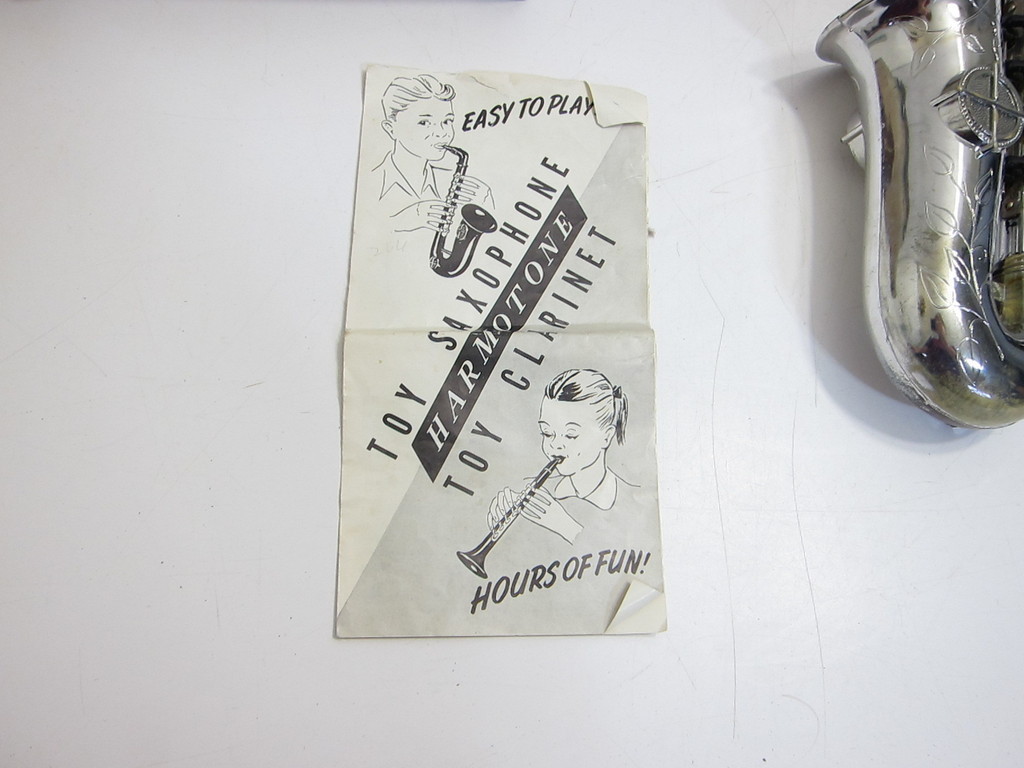 EASY TO PLAY
TOY SAXOPHONE
HARMOTONE
TOY CLARINET
HOURS OF FUN!